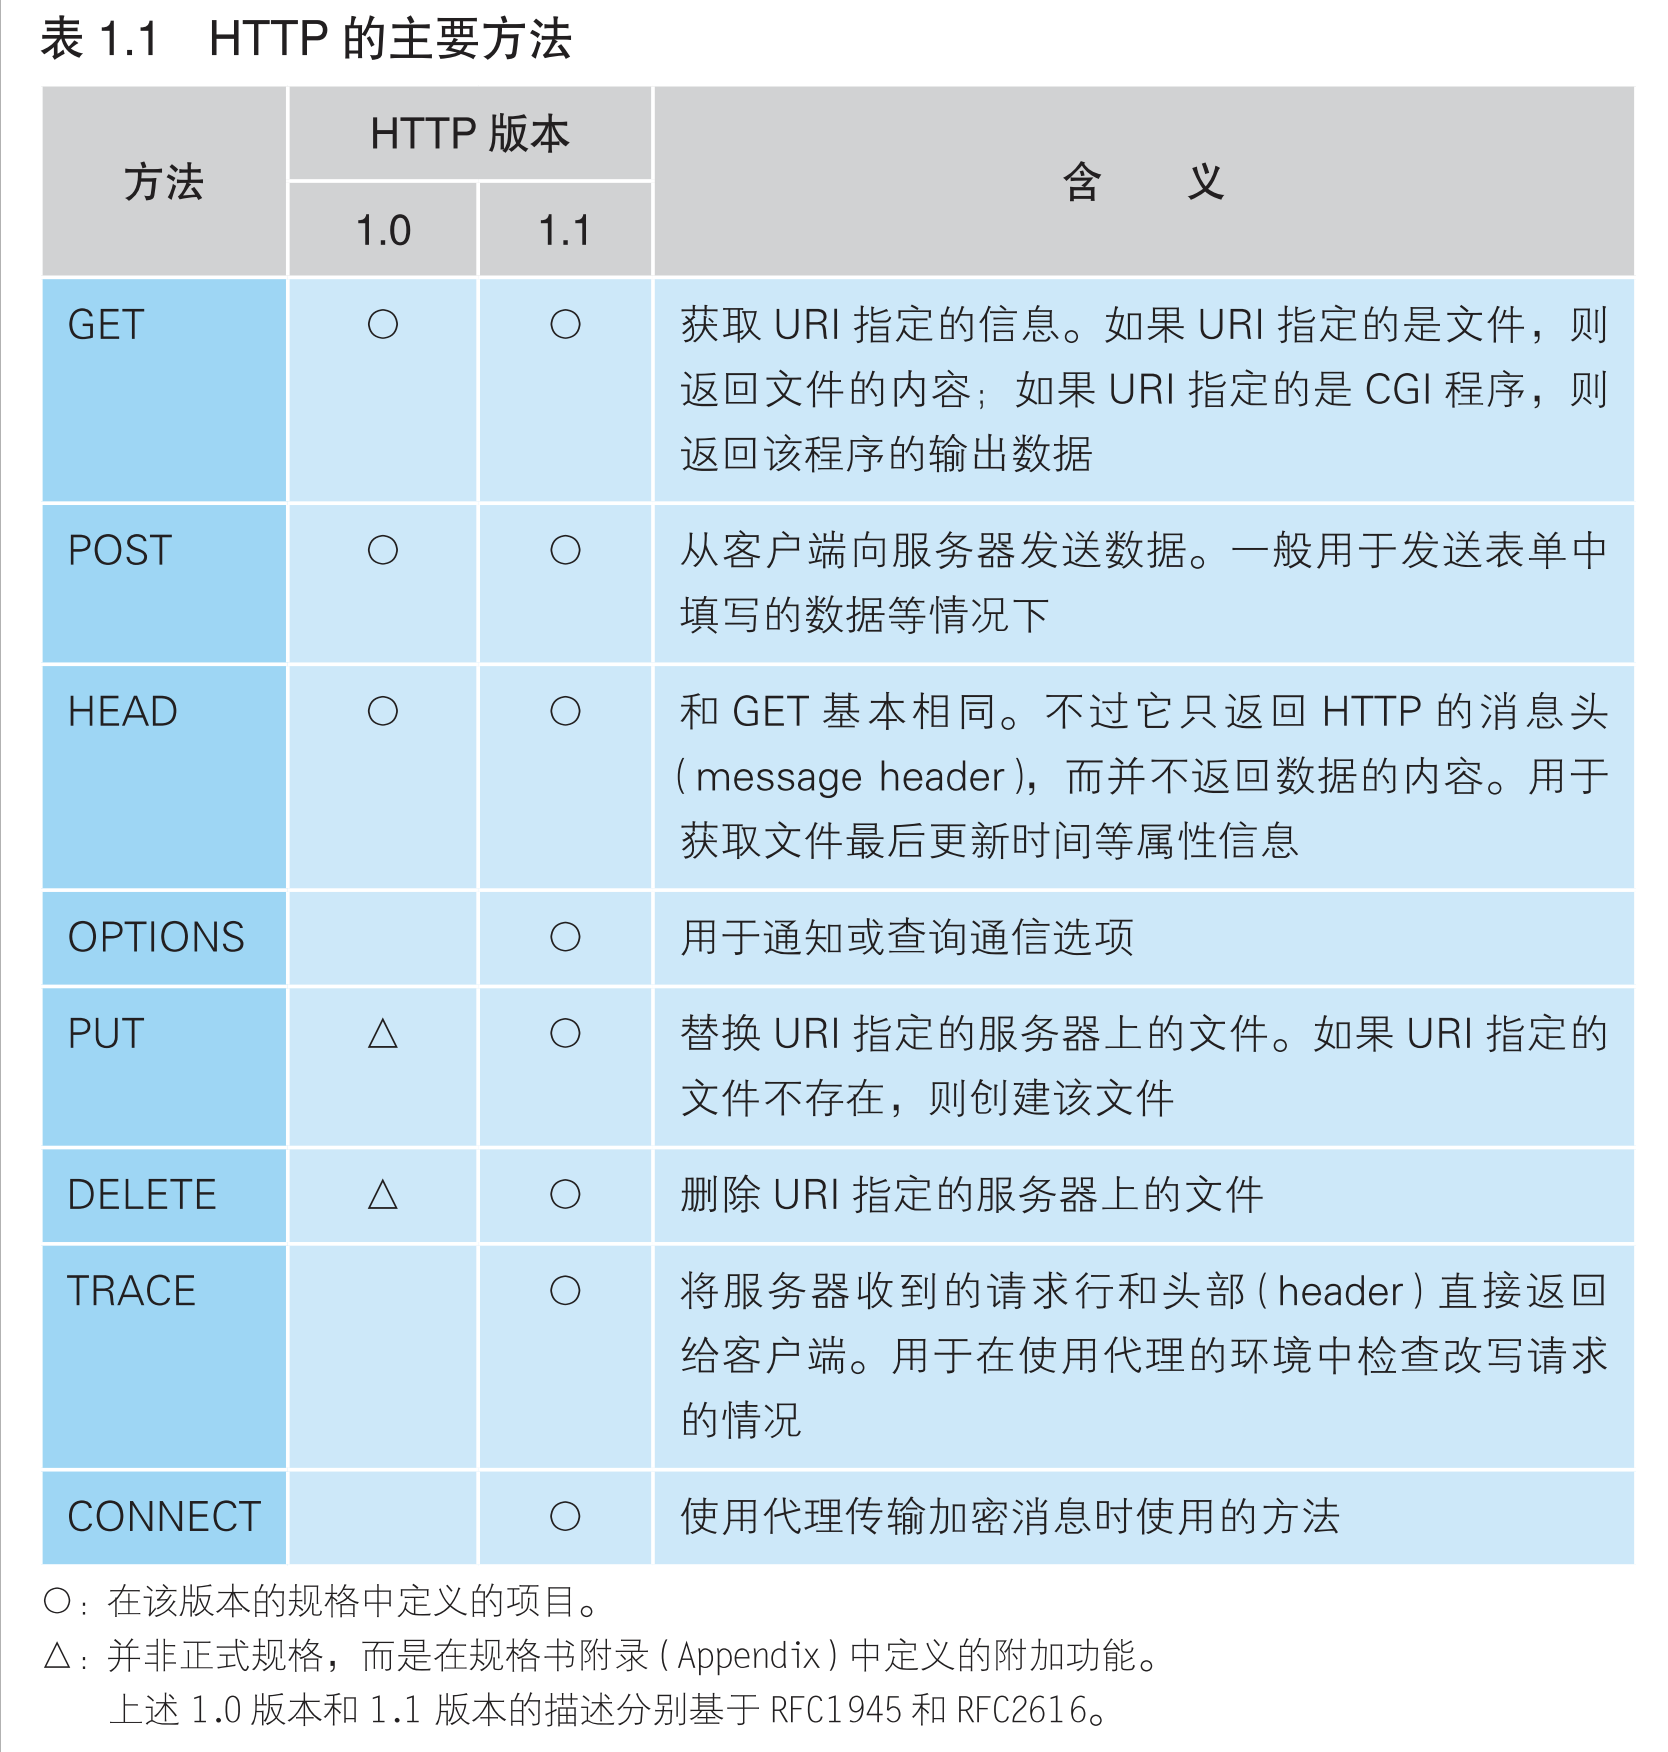 表 1.1 HTTP 的主要方法
方法
HTTP 版本
含 义
1.0 1.1
GET ○ ○ 获取 URI 指定的信息。如果 URI 指定的是文件，则
返回文件的内容；如果 URI 指定的是 CGI 程序，则
返回该程序的输出数据
POST ○ ○ 从客户端向服务器发送数据。一般用于发送表单中
填写的数据等情况下
HEAD ○ ○ 和 GET 基本相同。不过它只返回 HTTP 的消息头
（message header），而并不返回数据的内容。用于
获取文件最后更新时间等属性信息
OPTIONS ○ 用于通知或查询通信选项
PUT △ ○ 替换 URI 指定的服务器上的文件。如果 URI 指定的
文件不存在，则创建该文件
DELETE △ ○ 删除 URI 指定的服务器上的文件
TRACE ○ 将服务器收到的请求行和头部（header）直接返回
给客户端。用于在使用代理的环境中检查改写请求
的情况
CONNECT ○ 使用代理传输加密消息时使用的方法
○：在该版本的规格中定义的项目。
△：并非正式规格，而是在规格书附录（Appendix）中定义的附加功能。
上述 1.0 版本和 1.1 版本的描述分别基于 RFC1945 和 RFC2616。